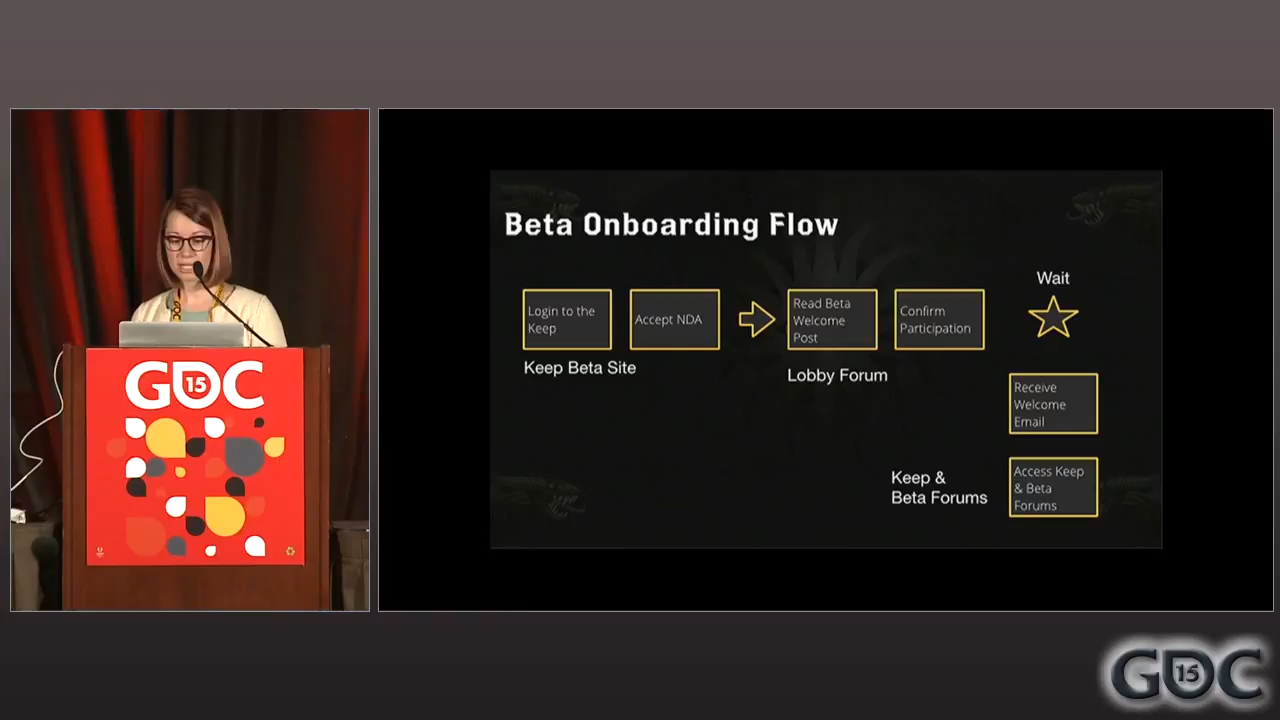 GDC
15
Beta Onboarding Flow
Login to the
Keep
Accept NDA
Keep Beta Site
Read Beta
Welcome
Post
Confirm
Participation
Lobby Forum
Wait
Receive
Welcome
Email
Keep &
Beta Forums
Access Keep
& Beta
Forums
GDC
15